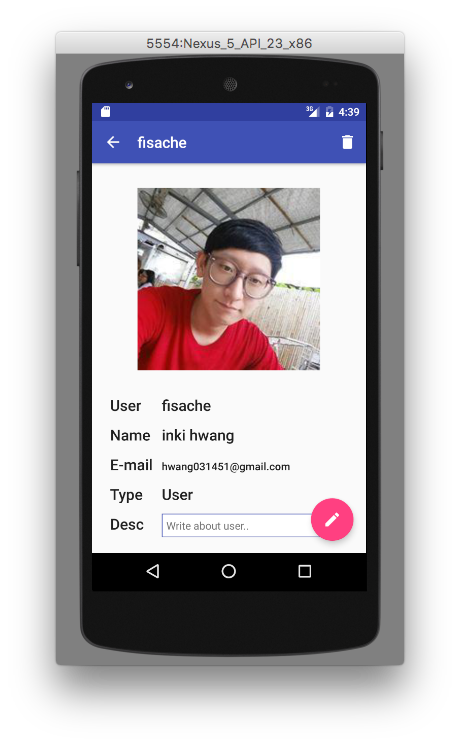 5554:Nexus_5_API_23_x86
3G 4:39
fisache
User fisache
Name inki hwang
E-mail hwang031451@gmail.com
Type User
Desc Write about user..